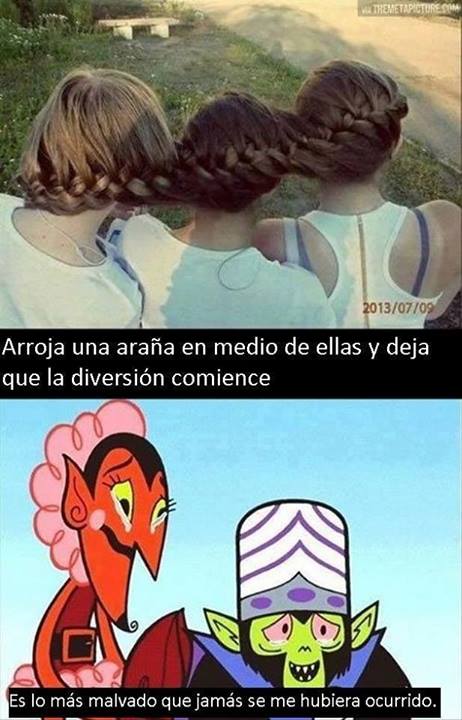 via THEMETAPICTURE.COM
2013/07/09
Arroja una araña en medio de ellas y deja
que la diversión comience
Es lo más malvado que jamás se me hubiera ocurrido.